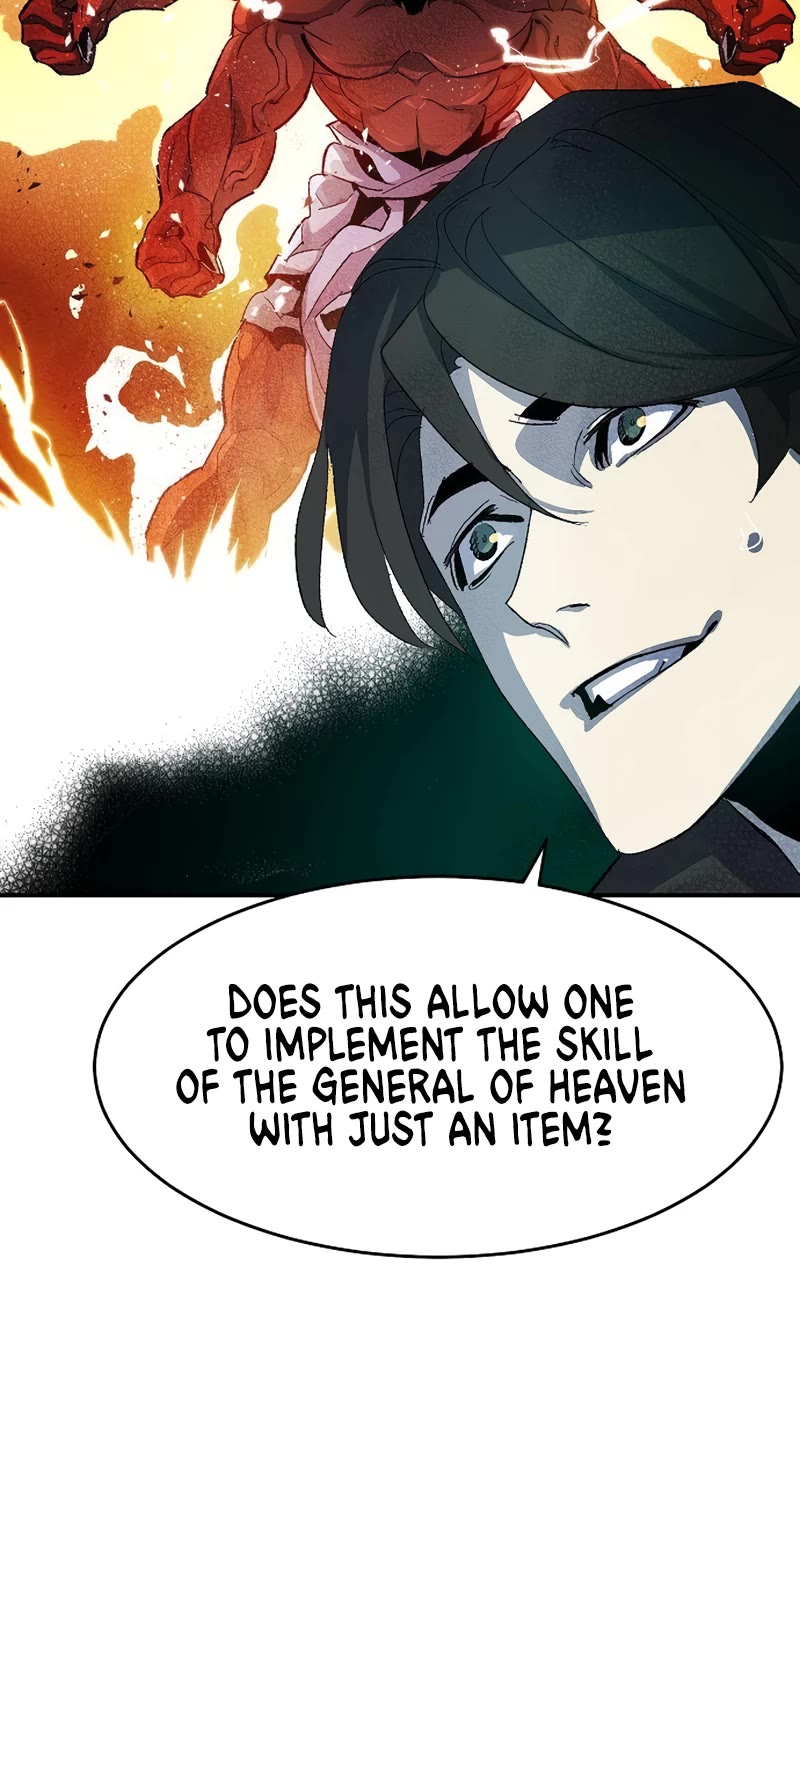 DOES THIS ALLOW ONE
TO IMPLEMENT THE SKILL
OF THE GENERAL OF HEAVEN
WITH JUST AN ITEM?